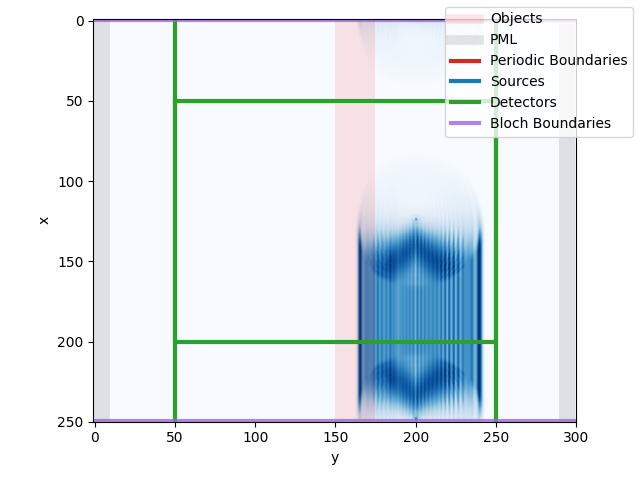 Objects
PML
Periodic Boundaries
Sources
Detectors
Bloch Boundaries
0
50
100
150
200
250
x
0 50 100 150 200 250 300
y